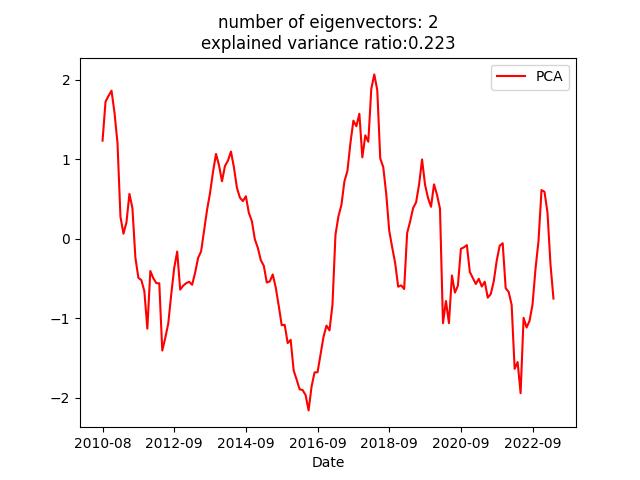 number of eigenvectors: 2
explained variance ratio:0.223
PCA
2
1
0
−1
−2
2010-08 2012-09 2014-09 2016-09 2018-09 2020-09 2022-09
Date